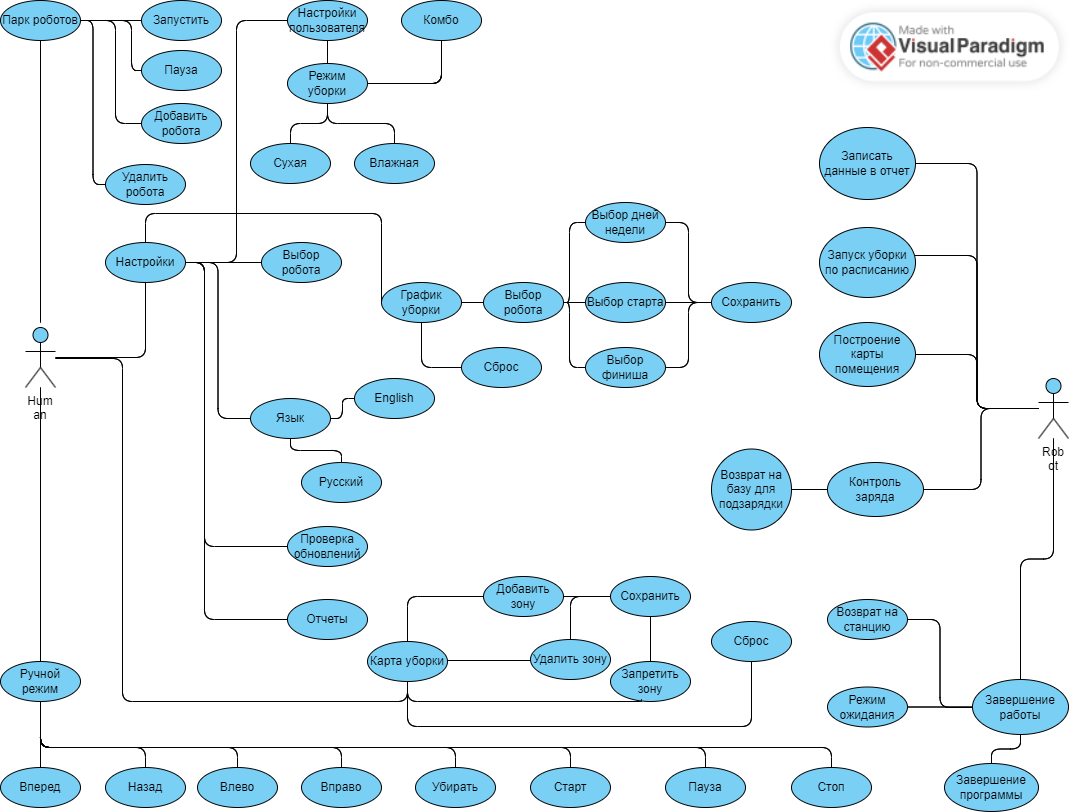 Парк роботов
Запустить
Настройки
пользователя
Комбо
Made with
Visual Paradigm
For non-commercial use
Пауза
Режим
уборки
Добавить
робота
Сухая
Влажная
Записать
данные в отчет
Удалить
робота
Выбор дней
недели
Настройки
Выбор
робота
Запуск уборки
по расписанию
График
уборки
Выбор
робота
Выбор старта
Сохранить
Построение
карты
помещения
Сброс
Выбор
финиша
Hum
an
English
Язык
Rob
ot
Русский
Возврат на
базу для
подзарядки
Контроль
заряда
Проверка
обновлений
Добавить
зону
Сохранить
Отчеты
Возврат на
станцию
Карта уборки
Удалить зону
Сброс
Ручной
режим
Запретить
зону
Режим
ожидания
Завершение
работы
Вперед
Назад
Влево
Вправо
Убирать
Старт
Пауза
Стоп
Завершение
программы